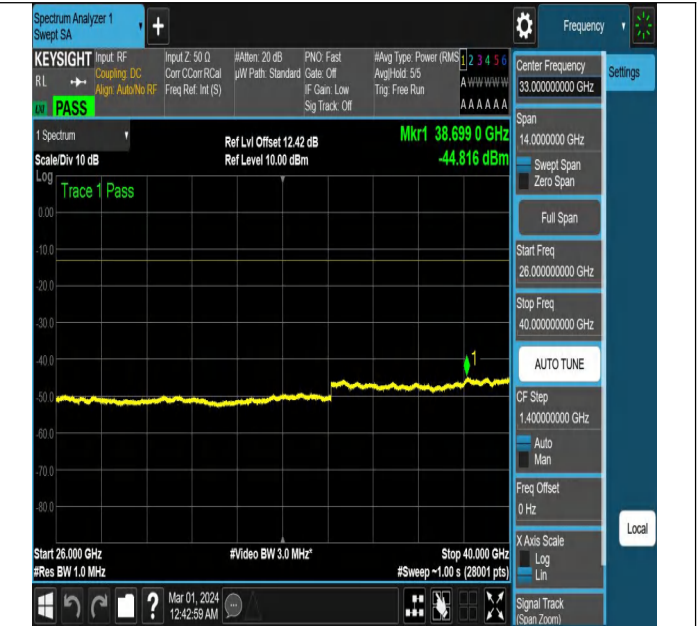 Spectrum Analyzer 1
Swept SA
+
Frequency
KEYSIGHT
RL
PASS
Input: RF
Coupling: DC
Align: Auto/No RF
Input Z: 50 Ω
Corr CCorr RCal
Freq Ref: Int (S)
#Atten: 20 dB
µW Path: Standard
PNO: Fast
Gate: Off
IF Gain: Low
Sig Track: Off
#Avg Type: Power (RMS
Avg|Hold: 5/5
Trig: Free Run
1 2 3 4 5 6
A W W W W W
A A A A A A
Center Frequency
33.000000000 GHz
Settings
Span
14.0000000 GHz
Swept Span
Zero Span
Full Span
Start Freq
26.000000000 GHz
Stop Freq
40.000000000 GHz
AUTO TUNE
CF Step
1.400000000 GHz
Auto
Man
Freq Offset
0 Hz
X Axis Scale
Log
Lin
Signal Track
(Span Zoom)
Local
1 Spectrum
Scale/Div 10 dB
Ref Lvl Offset 12.42 dB
Ref Level 10.00 dBm
Mkr1 38.699 0 GHz
-44.816 dBm
Log
Trace 1 Pass
0.00
-10.0
-20.0
-30.0
-40.0
1
-50.0
-60.0
-70.0
-80.0
Start 26.000 GHz
#Video BW 3.0 MHz*
Stop 40.000 GHz
#Res BW 1.0 MHz
#Sweep ~1.00 s (28001 pts)
?
Mar 01, 2024
12:42:59 AM